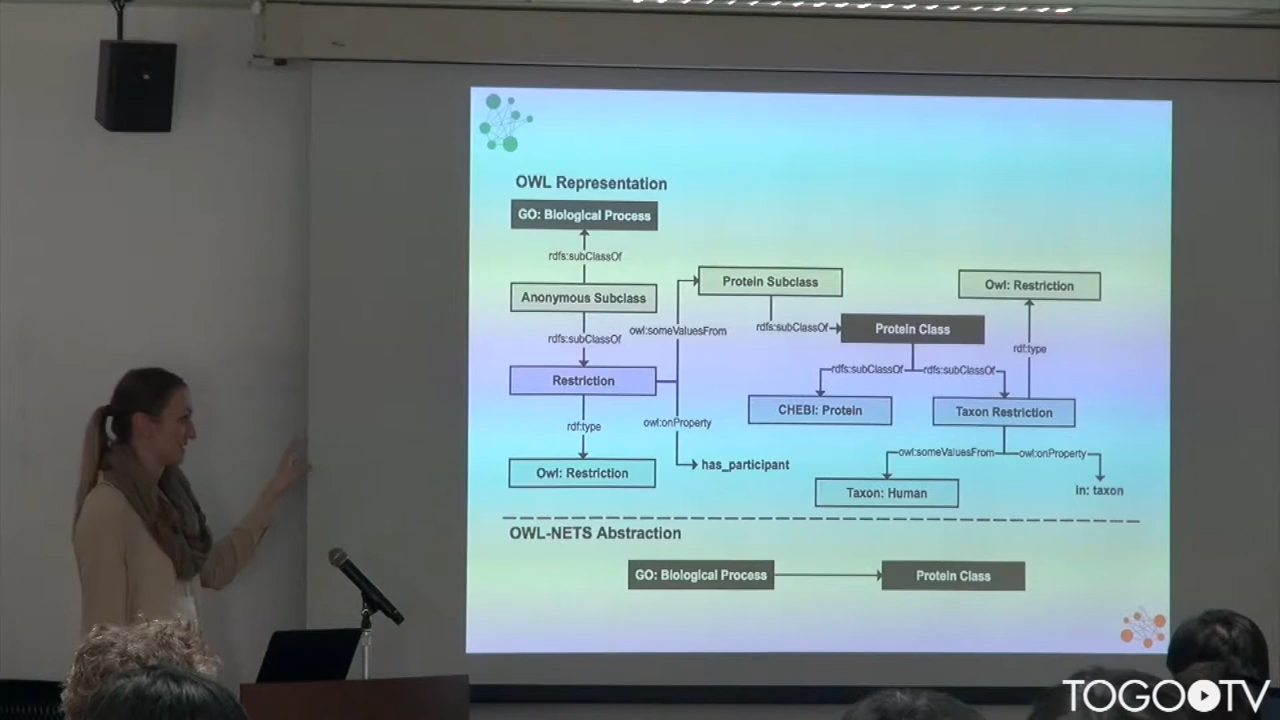 OWL Representation
GO: Biological Process
rdfs:subClassOf
Anonymous Subclass
rdfs:subClassOf
Restriction
rdf:type
Owl: Restriction
owl:someValuesFrom
owl:onProperty
has_participant
Protein Subclass
rdfs:subClassOf
Protein Class
rdfs:subClassOf
rdfs:subClassOf
CHEBI: Protein
Taxon Restriction
rdf:type
Owl: Restriction
owl:someValuesFrom
owl:onProperty
Taxon: Human
in: taxon
OWL-NETS Abstraction
GO: Biological Process
Protein Class
TOGO TV